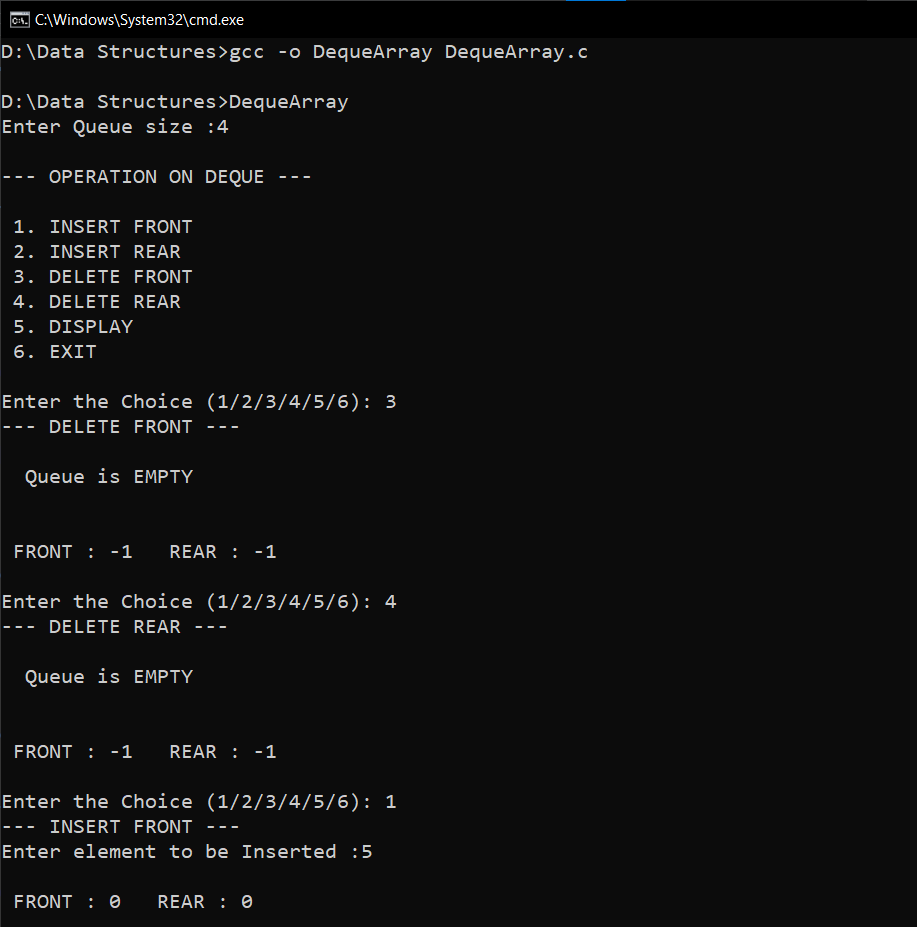 C:\Windows\System32\cmd.exe
D:\Data Structures>gcc -o DequeArray DequeArray.c
D:\Data Structures>DequeArray
Enter Queue size :4
--- OPERATION ON DEQUE ---
1. INSERT FRONT
2. INSERT REAR
3. DELETE FRONT
4. DELETE REAR
5. DISPLAY
6. EXIT
Enter the Choice (1/2/3/4/5/6): 3
--- DELETE FRONT ---
Queue is EMPTY
FRONT : -1   REAR : -1
Enter the Choice (1/2/3/4/5/6): 4
--- DELETE REAR ---
Queue is EMPTY
FRONT : -1   REAR : -1
Enter the Choice (1/2/3/4/5/6): 1
--- INSERT FRONT ---
Enter element to be Inserted :5
FRONT : 0   REAR : 0